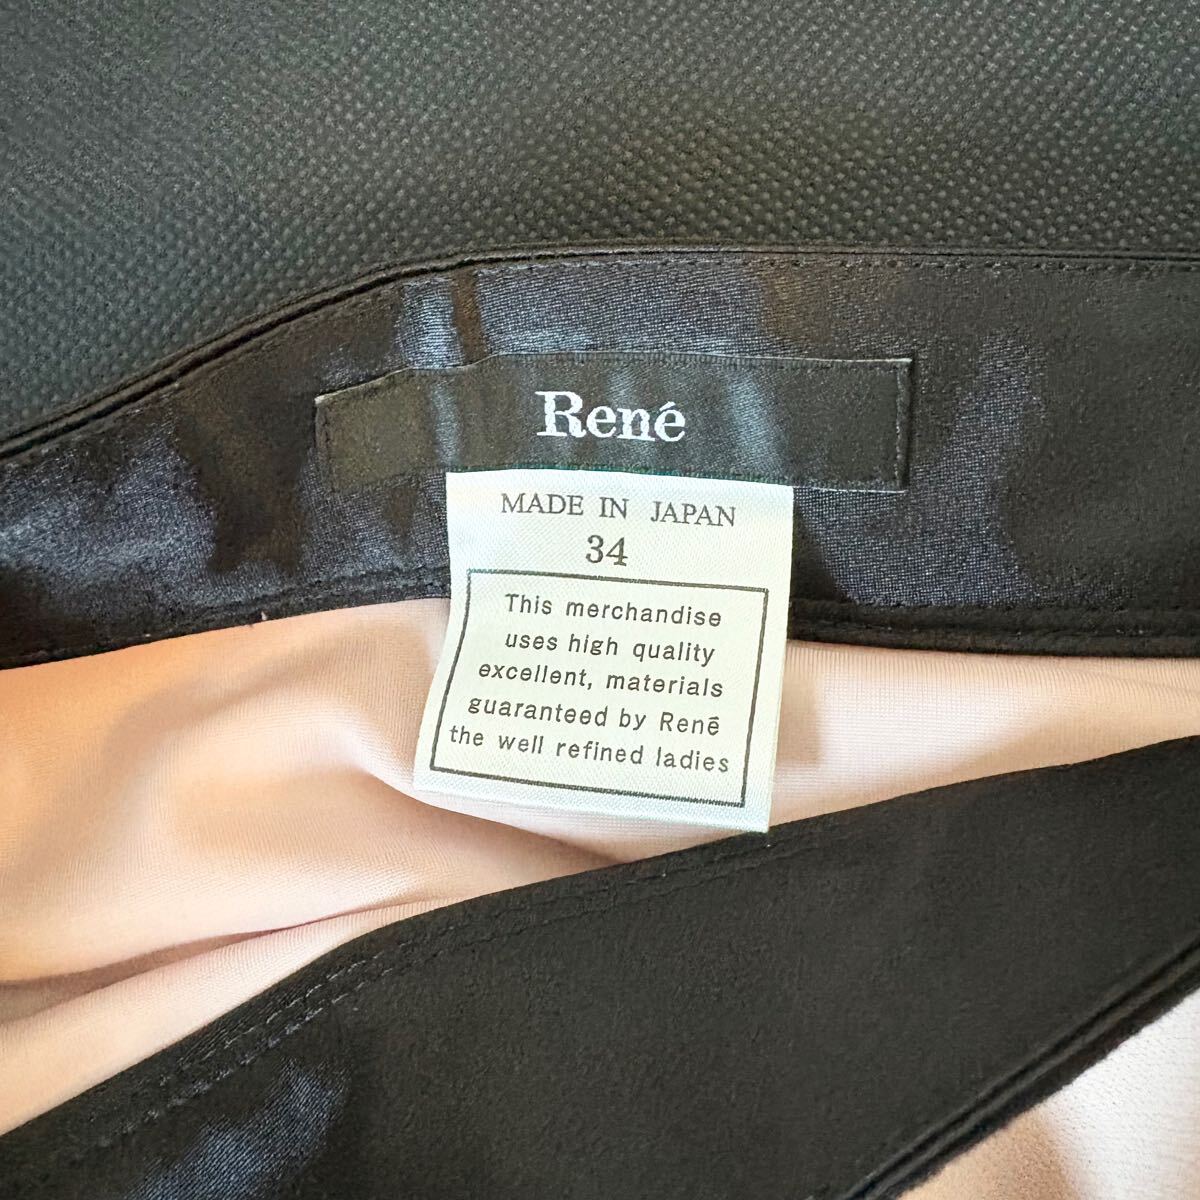 René
MADE IN JAPAN
34
This merchandise
uses high quality
excellent, materials
guaranteed by René
the well refined ladies